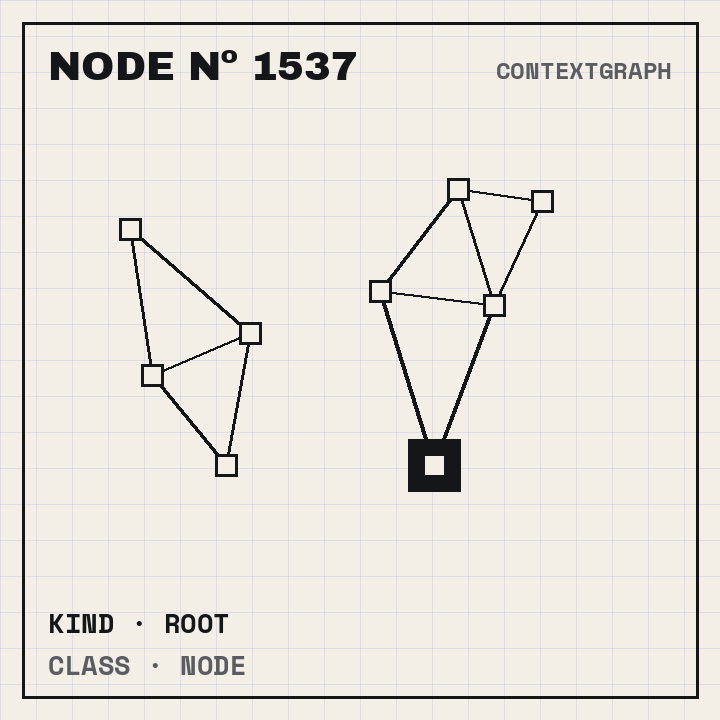 NODE Nº 1537
CONTEXTGRAPH
KIND · ROOT
CLASS · NODE